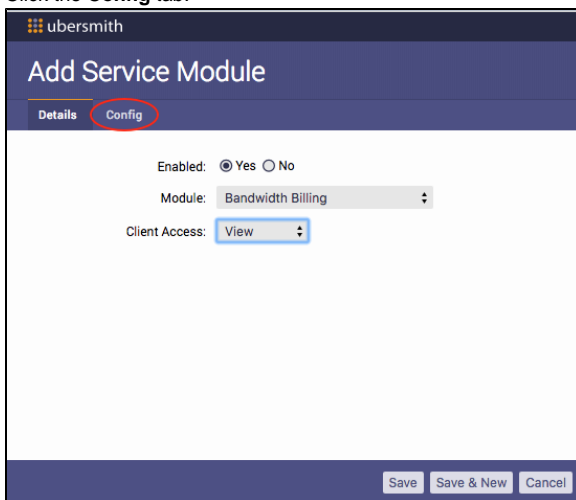 Click the Config tab.
ubersmith
Add Service Module
Details Config
Enabled: Yes No
Module: Bandwidth Billing
Client Access: View
Save Save & New Cancel